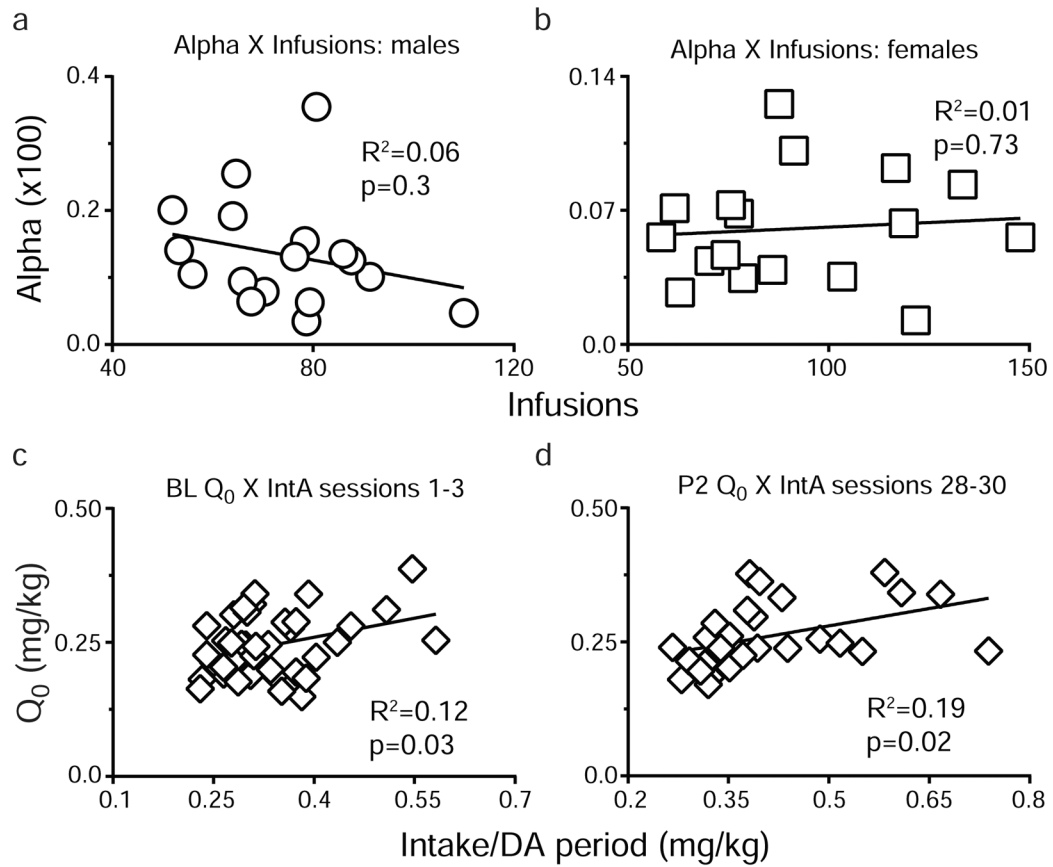 a
Alpha X Infusions: males
b
Alpha X Infusions: females
Alpha (x100)
0.4
0.2
0.0
R²=0.06
p=0.3
40
80
120
0.14
0.07
0.0
R²=0.01
p=0.73
50
100
150
Infusions
c
BL Q₀ X IntA sessions 1-3
d
P2 Q₀ X IntA sessions 28-30
Q₀ (mg/kg)
0.50
0.25
0.0
R²=0.12
p=0.03
0.1
0.25
0.4
0.55
0.7
0.50
0.25
0.0
R²=0.19
p=0.02
0.2
0.35
0.5
0.65
0.8
Intake/DA period (mg/kg)